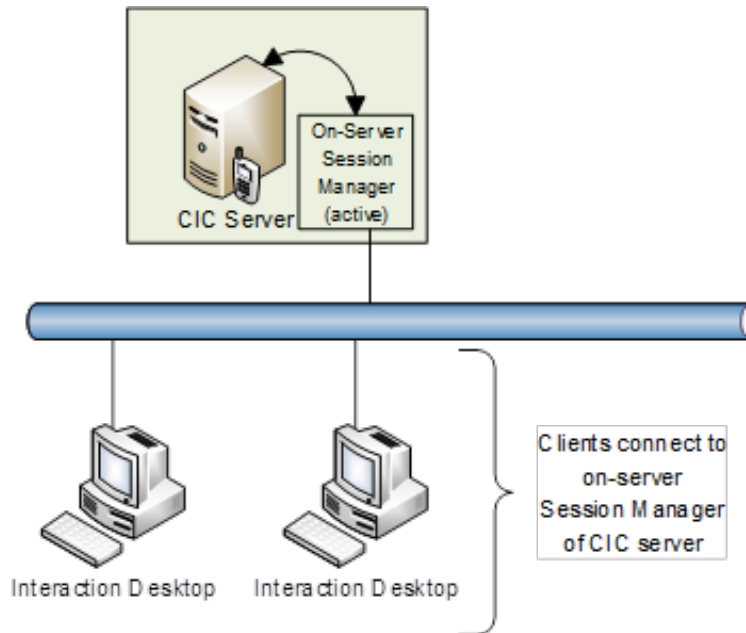 On-Server
Session
Manager
(active)
CIC Server
Clients connect to
on-server
Session Manager
of CIC server
Interaction Desktop
Interaction Desktop